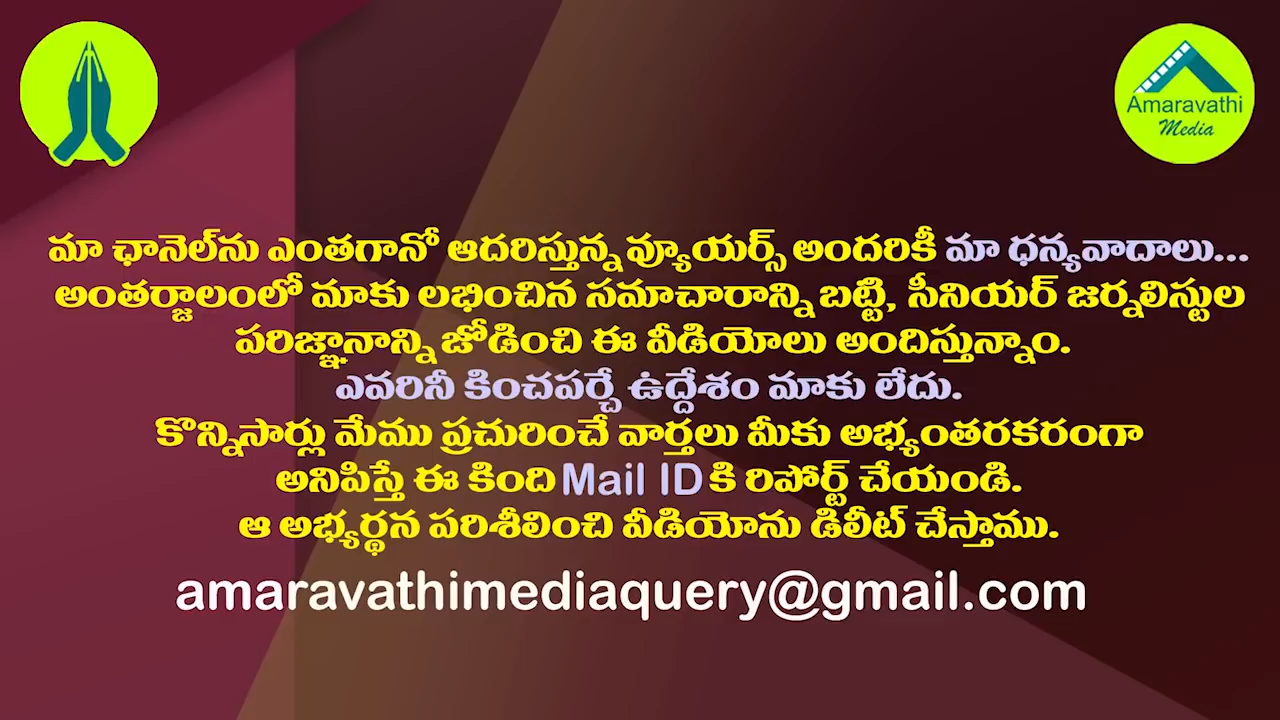 Amaravathi
Media
మా ఛానెల్‌ను ఎంతగానో ఆదరిస్తున్న వ్యూయర్స్ అందరికీ మా ధన్యవాదాలు...
అంతర్జాలంలో మాకు లభించిన సమాచారాన్ని బట్టి, సీనియర్ జర్నలిస్టుల
పరిజ్ఞానాన్ని జోడించి ఈ వీడియోలు అందిస్తున్నాం.
ఎవరినీ కించపర్చే ఉద్దేశం మాకు లేదు.
కొన్నిసార్లు మేము ప్రచురించే వార్తలు మీకు అభ్యంతరకరంగా
అనిపిస్తే ఈ కింది Mail ID కి రిపోర్ట్ చేయండి.
ఆ అభ్యర్థన పరిశీలించి వీడియోను డిలీట్ చేస్తాము.
amaravathimediaquery@gmail.com